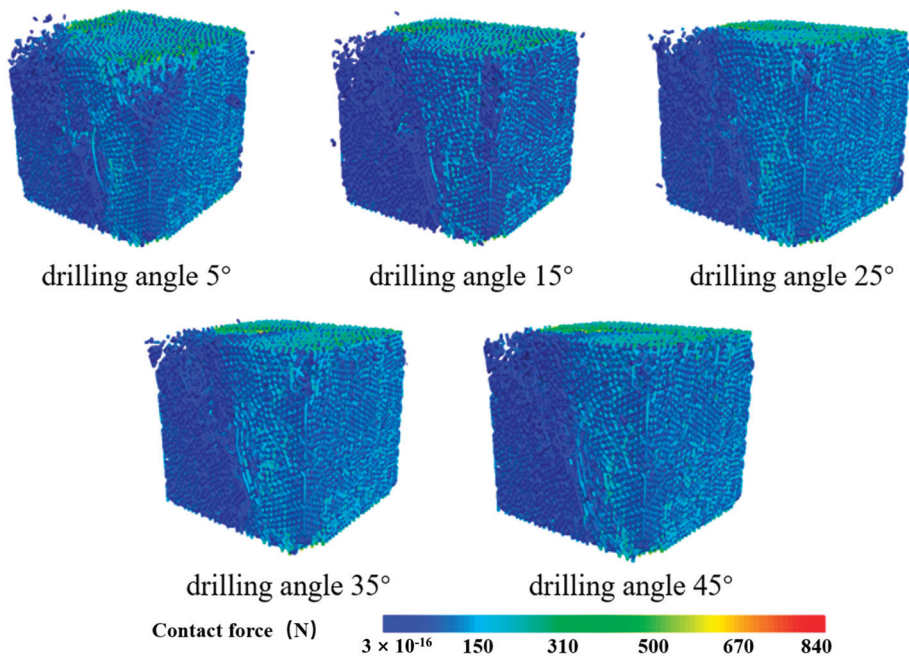 drilling angle 5°
drilling angle 15°
drilling angle 25°
drilling angle 35°
drilling angle 45°
Contact force (N)
3 × 10⁻¹⁶ 150 310 500 670 840